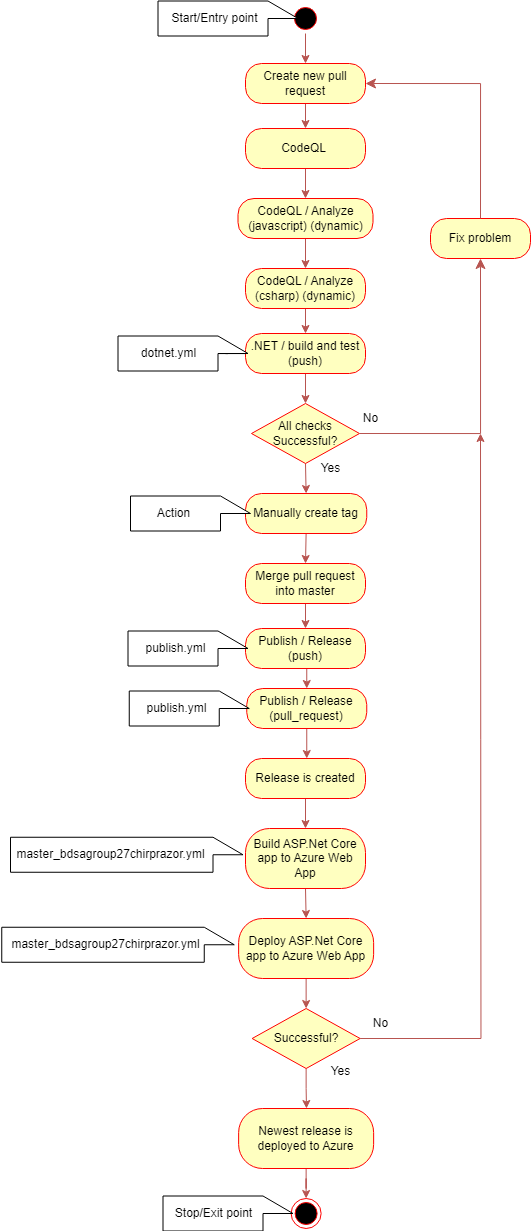 Start/Entry point
Create new pull
request
CodeQL
CodeQL / Analyze
(javascript) (dynamic)
Fix problem
CodeQL / Analyze
(csharp) (dynamic)
dotnet.yml
.NET / build and test
(push)
All checks
Successful?
No
Yes
Action
Manually create tag
Merge pull request
into master
publish.yml
Publish / Release
(push)
publish.yml
Publish / Release
(pull_request)
Release is created
master_bdsagroup27chirprazor.yml
Build ASP.Net Core
app to Azure Web
App
master_bdsagroup27chirprazor.yml
Deploy ASP.Net Core
app to Azure Web App
Successful?
No
Yes
Newest release is
deployed to Azure
Stop/Exit point